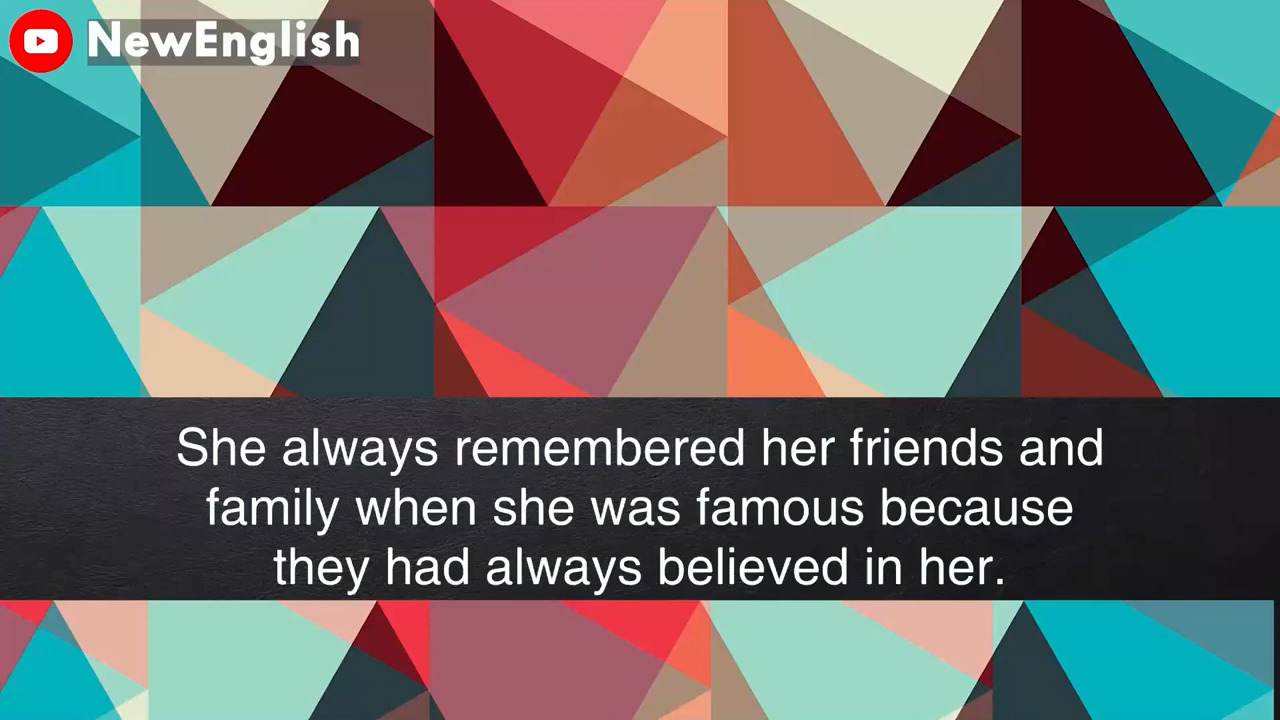 NewEnglish
She always remembered her friends and
family when she was famous because
they had always believed in her.